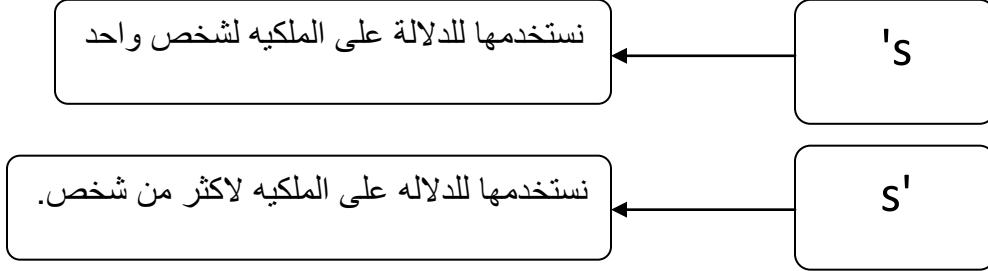 's
نستخدمها للدلالة على الملكيه لشخص واحد
s'
نستخدمها للدلاله على الملكيه لاكثر من شخص.